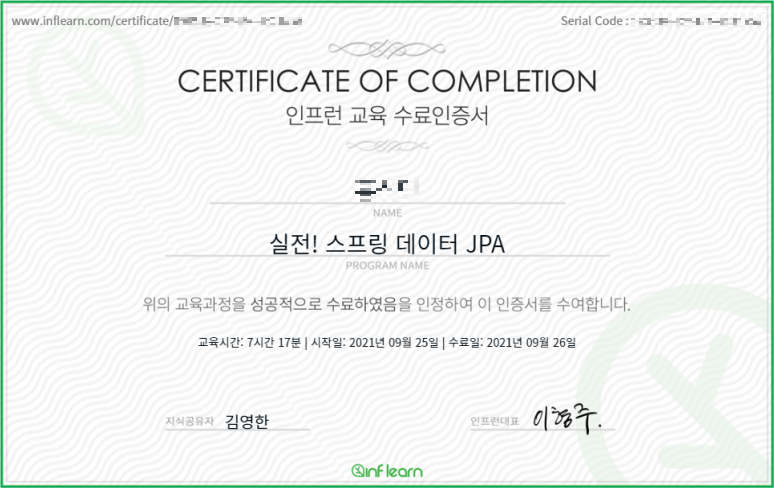 www.inflearn.com/certificate/
Serial Code :
CERTIFICATE OF COMPLETION
인프런 교육 수료인증서
NAME
실전! 스프링 데이터 JPA
PROGRAM NAME
위의 교육과정을 성공적으로 수료하였음을 인정하여 이 인증서를 수여합니다.
교육시간: 7시간 17분 | 시작일: 2021년 09월 25일 | 수료일: 2021년 09월 26일
지식공유자 김영한
인프런대표 이형주.
inflearn